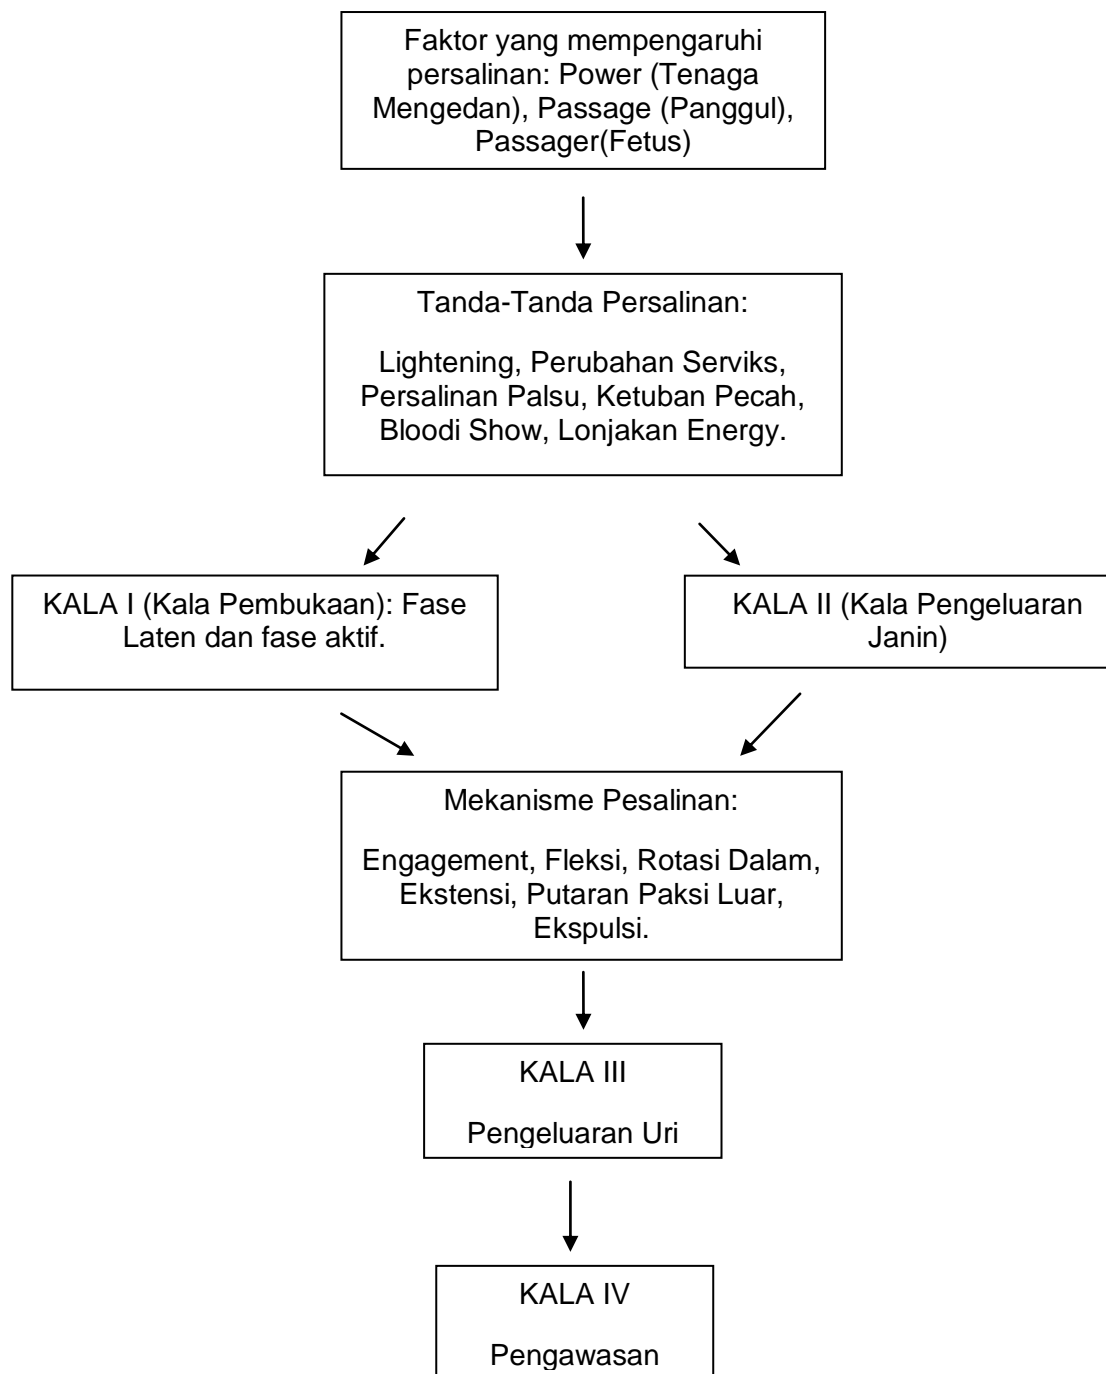 Faktor yang mempengaruhi
persalinan: Power (Tenaga
Mengedan), Passage (Panggul),
Passager(Fetus)
Tanda-Tanda Persalinan:
Lightening, Perubahan Serviks,
Persalinan Palsu, Ketuban Pecah,
Bloodi Show, Lonjakan Energy.
KALA I (Kala Pembukaan): Fase
Laten dan fase aktif.
KALA II (Kala Pengeluaran
Janin)
Mekanisme Pesalinan:
Engagement, Fleksi, Rotasi Dalam,
Ekstensi, Putaran Paksi Luar,
Ekspulsi.
KALA III
Pengeluaran Uri
KALA IV
Pengawasan